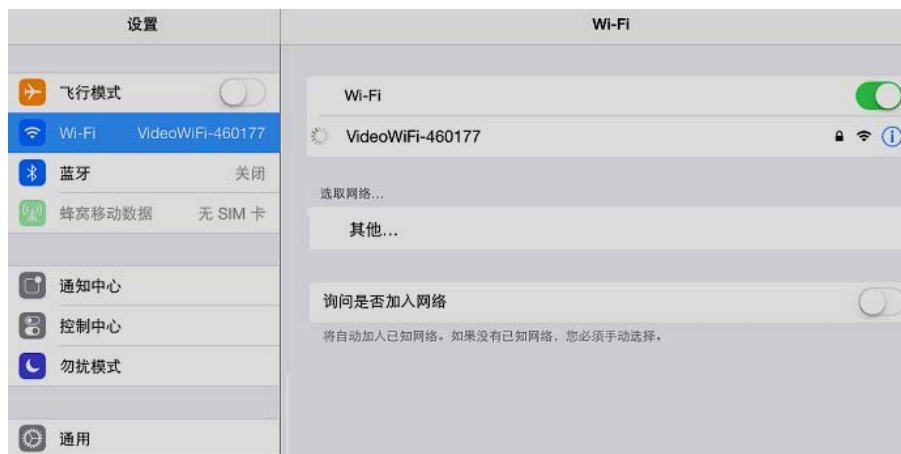 设置
飞行模式
Wi-Fi VideoWiFi-460177
蓝牙 关闭
蜂窝移动数据 无 SIM 卡
通知中心
控制中心
勿扰模式
通用
Wi-Fi
Wi-Fi
VideoWiFi-460177
选取网络...
其他...
询问是否加入网络
将自动加入已知网络。如果没有已知网络，您必须手动选择。